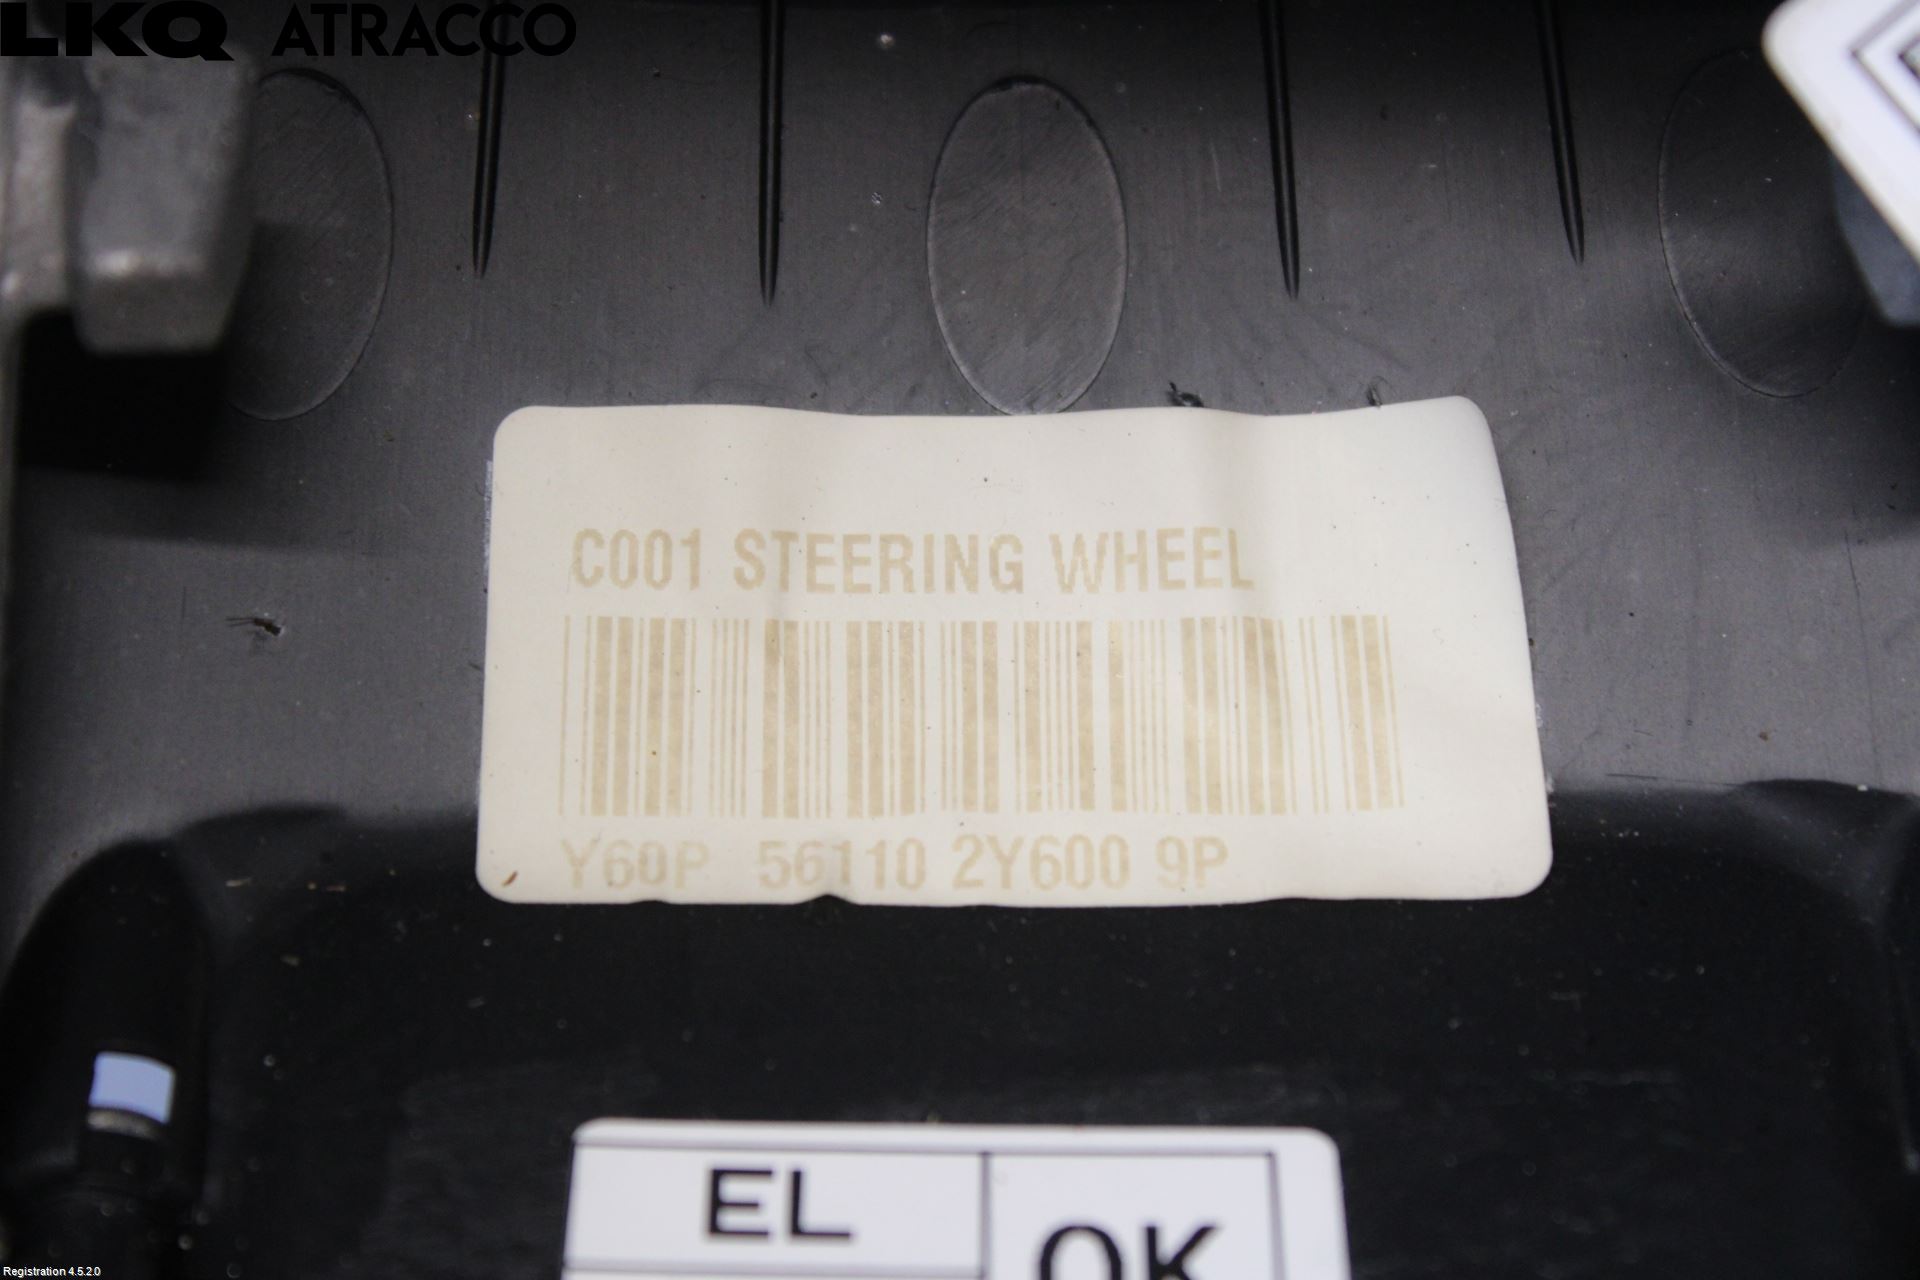 LKQ ATRACCO
C001 STEERING WHEEL
Y60P 56110 2Y600 9P
EL
OK
Registration 4.5.2.0